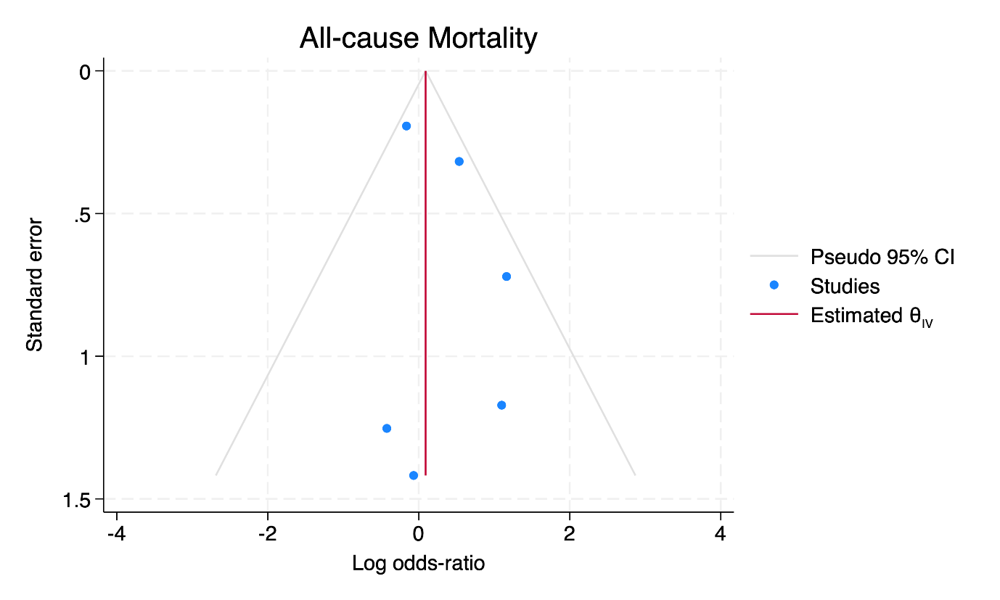 All-cause Mortality
0
.5
1
1.5
Standard error
-4
-2
0
2
4
Log odds-ratio
Pseudo 95% CI
Studies
Estimated θIV